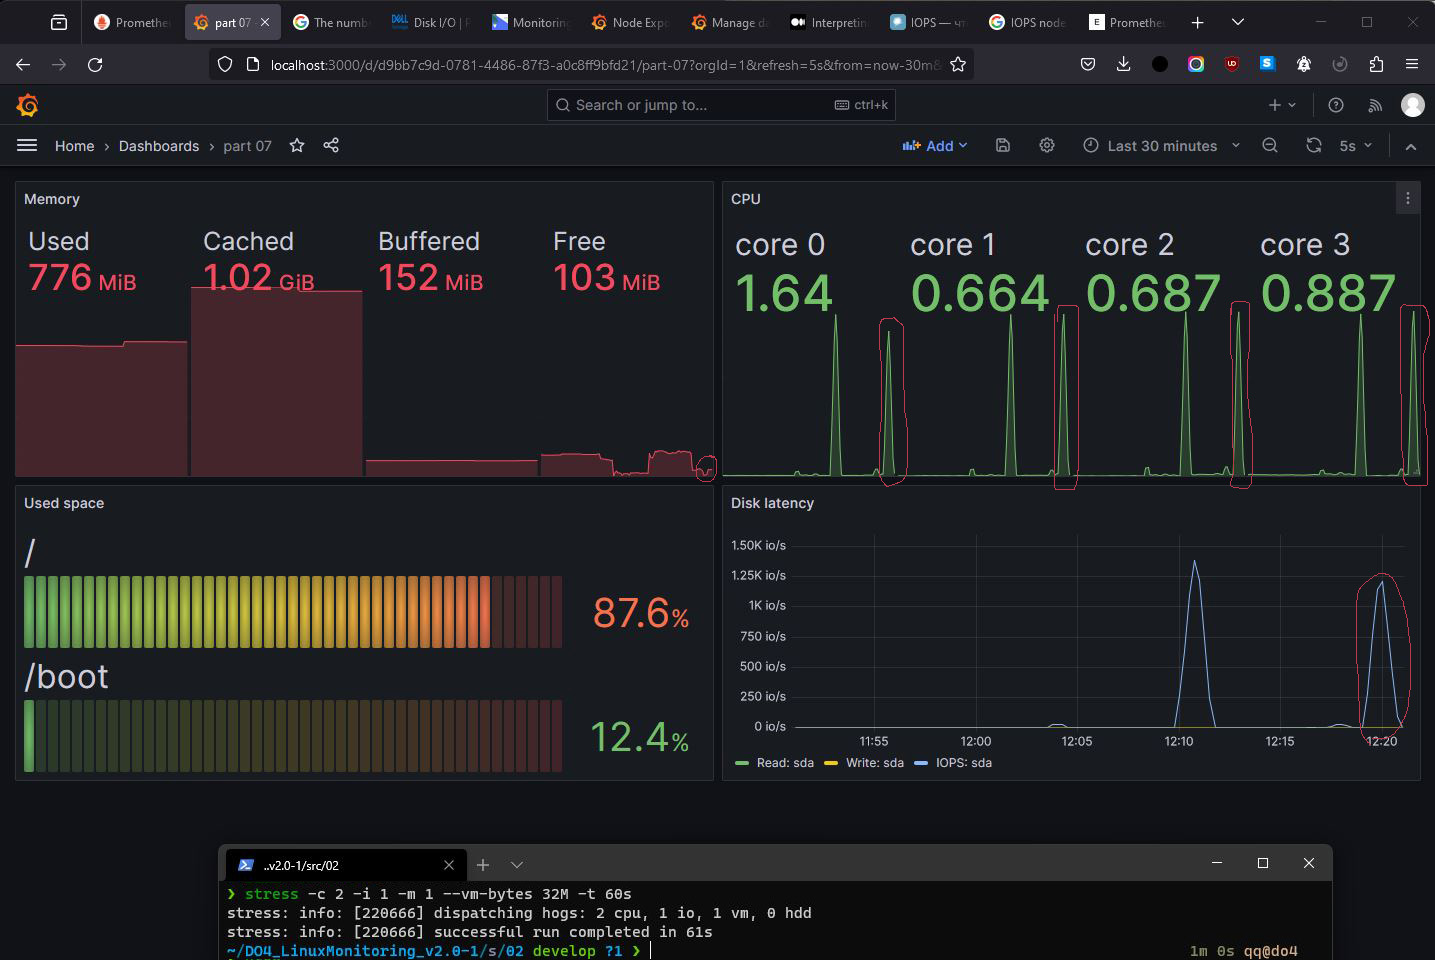 Promethe
part 07 -
The numb
Disk I/O | P
Monitoring
Node Exp
Manage da
Interpretin
IOPS — чт
IOPS node
Promethe
localhost:3000/d/d9bb7c9d-0781-4486-87f3-a0c8ff9bfd21/part-07?orgId=1&refresh=5s&from=now-30m&
Search or jump to...
ctrl+k
Home › Dashboards › part 07
Add
Last 30 minutes
5s
Memory
Used
776 MiB
Cached
1.02 GiB
Buffered
152 MiB
Free
103 MiB
CPU
core 0
1.64
core 1
0.664
core 2
0.687
core 3
0.887
Used space
/
87.6%
/boot
12.4%
Disk latency
1.50K io/s
1.25K io/s
1K io/s
750 io/s
500 io/s
250 io/s
0 io/s
11:55 12:00 12:05 12:10 12:15 12:20
Read: sda Write: sda IOPS: sda
..v2.0-1/src/02
❯ stress -c 2 -i 1 -m 1 --vm-bytes 32M -t 60s
stress: info: [220666] dispatching hogs: 2 cpu, 1 io, 1 vm, 0 hdd
stress: info: [220666] successful run completed in 61s
~/DO4_LinuxMonitoring_v2.0-1/s/02 develop ?1 ❯ 1m 0s qq@do4